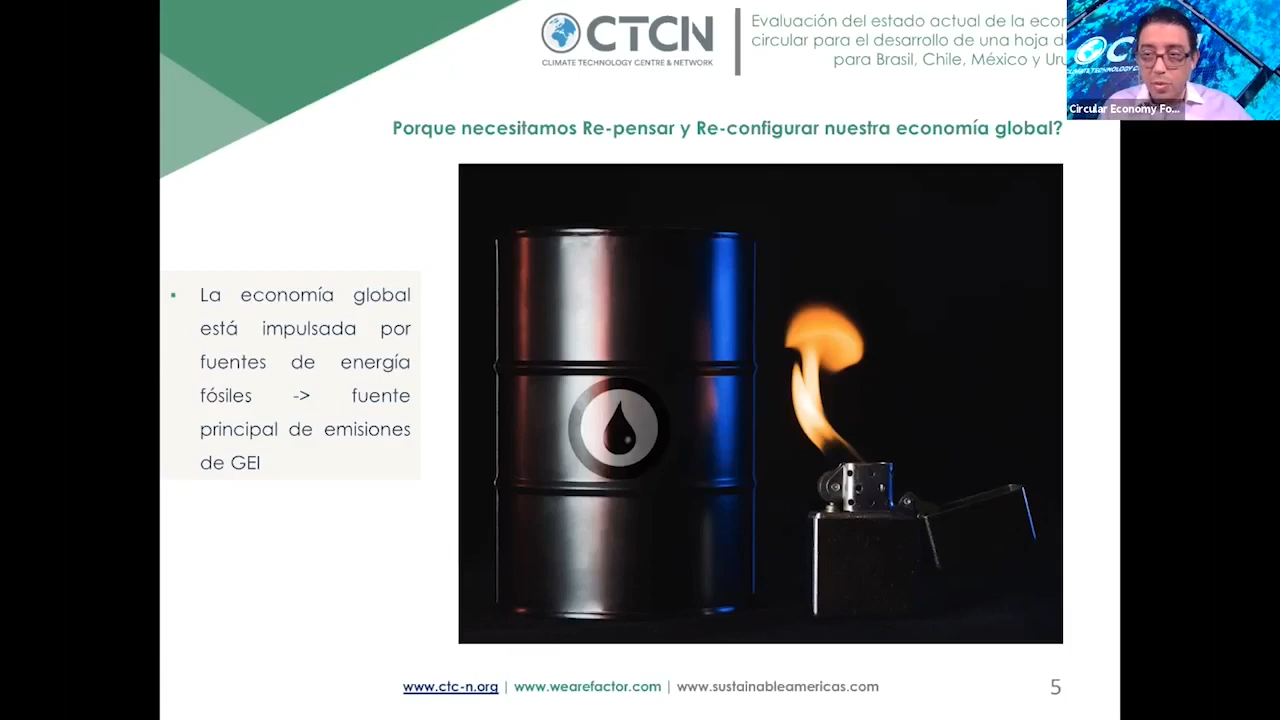 CTCN
CLIMATE TECHNOLOGY CENTRE & NETWORK
Evaluación del estado actual de la
circular para el desarrollo de una hoja
para Brasil, Chile, México y
Circular Economy Fo...
Porque necesitamos Re-pensar y Re-configurar nuestra economía global?
▪ La economía global
está impulsada por
fuentes de energía
fósiles -> fuente
principal de emisiones
de GEI
www.ctc-n.org | www.wearefactor.com | www.sustainableamericas.com
5